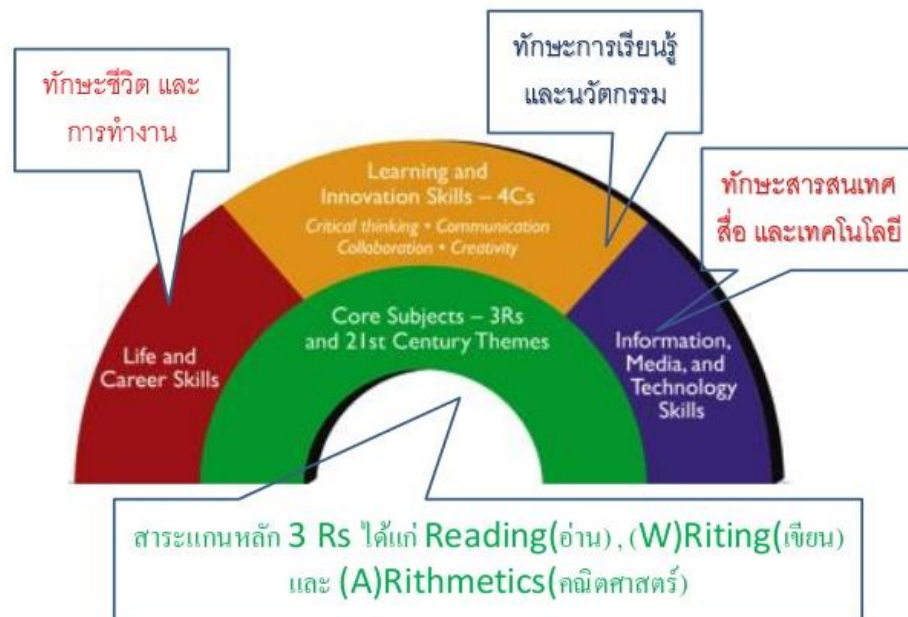 ทักษะชีวิต และ
การทำงาน
ทักษะการเรียนรู้
และนวัตกรรม
ทักษะสารสนเทศ
สื่อ และเทคโนโลยี
Learning and
Innovation Skills – 4Cs
Critical thinking • Communication
Collaboration • Creativity
Core Subjects – 3Rs
and 21st Century Themes
Life and
Career Skills
Information,
Media, and
Technology
Skills
สาระแกนหลัก 3 Rs ได้แก่ Reading(อ่าน), (W)Riting(เขียน)
และ (A)Rithmetics(คณิตศาสตร์)